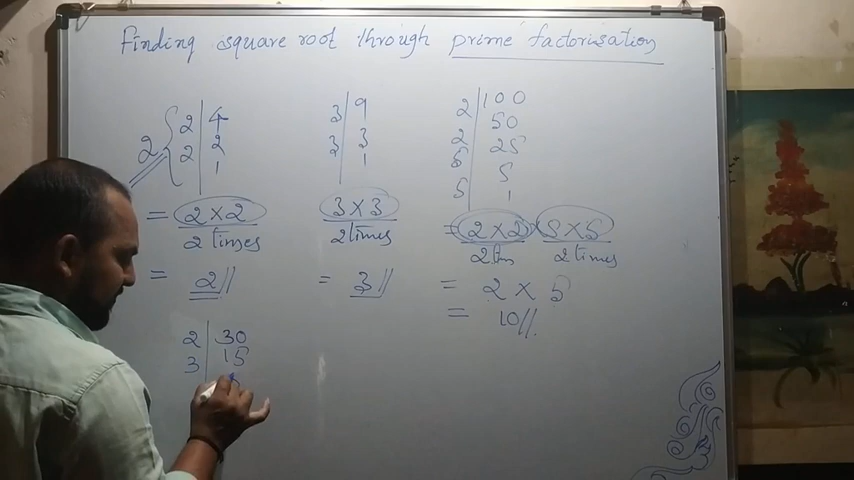 Finding square root through prime factorisation
2 2 4
2 2
1
= 2 X 2
2 times
= 2//
3 9
3 3
1
3 X 3
2 times
= 3//
2 100
2 50
5 25
5 5
1
= 2 X 2 X 5 X 5
2 times
= 2 X 5
= 10//.
2 30
3 15